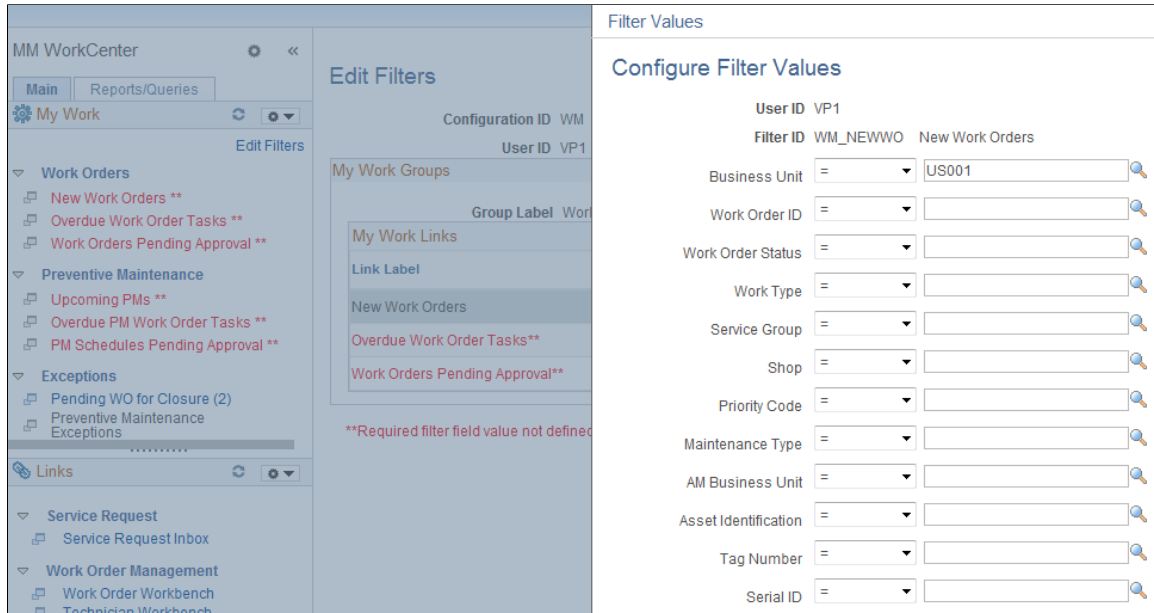 MM WorkCenter
Main
Reports/Queries
My Work
Edit Filters
Work Orders
New Work Orders **
Overdue Work Order Tasks **
Work Orders Pending Approval **
Preventive Maintenance
Upcoming PMs **
Overdue PM Work Order Tasks **
PM Schedules Pending Approval **
Exceptions
Pending WO for Closure (2)
Preventive Maintenance
Exceptions
Links
Service Request
Service Request Inbox
Work Order Management
Work Order Workbench
Technician Workbench
Edit Filters
Configuration ID WM
User ID VP1
My Work Groups
Group Label
My Work Links
Link Label
New Work Orders
Overdue Work Order Tasks**
Work Orders Pending Approval**
**Required filter field value not defined
Filter Values
Configure Filter Values
User ID VP1
Filter ID WM_NEWWO New Work Orders
Business Unit = US001
Work Order ID =
Work Order Status =
Work Type =
Service Group =
Shop =
Priority Code =
Maintenance Type =
AM Business Unit =
Asset Identification =
Tag Number =
Serial ID =